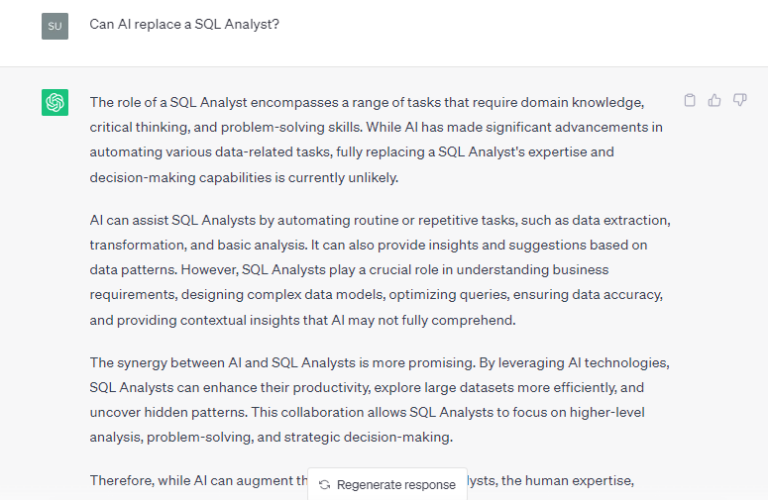 SU
Can AI replace a SQL Analyst?
The role of a SQL Analyst encompasses a range of tasks that require domain knowledge,
critical thinking, and problem-solving skills. While AI has made significant advancements in
automating various data-related tasks, fully replacing a SQL Analyst's expertise and
decision-making capabilities is currently unlikely.
AI can assist SQL Analysts by automating routine or repetitive tasks, such as data extraction,
transformation, and basic analysis. It can also provide insights and suggestions based on
data patterns. However, SQL Analysts play a crucial role in understanding business
requirements, designing complex data models, optimizing queries, ensuring data accuracy,
and providing contextual insights that AI may not fully comprehend.
The synergy between AI and SQL Analysts is more promising. By leveraging AI technologies,
SQL Analysts can enhance their productivity, explore large datasets more efficiently, and
uncover hidden patterns. This collaboration allows SQL Analysts to focus on higher-level
analysis, problem-solving, and strategic decision-making.
Therefore, while AI can augment the human expertise,
Regenerate response